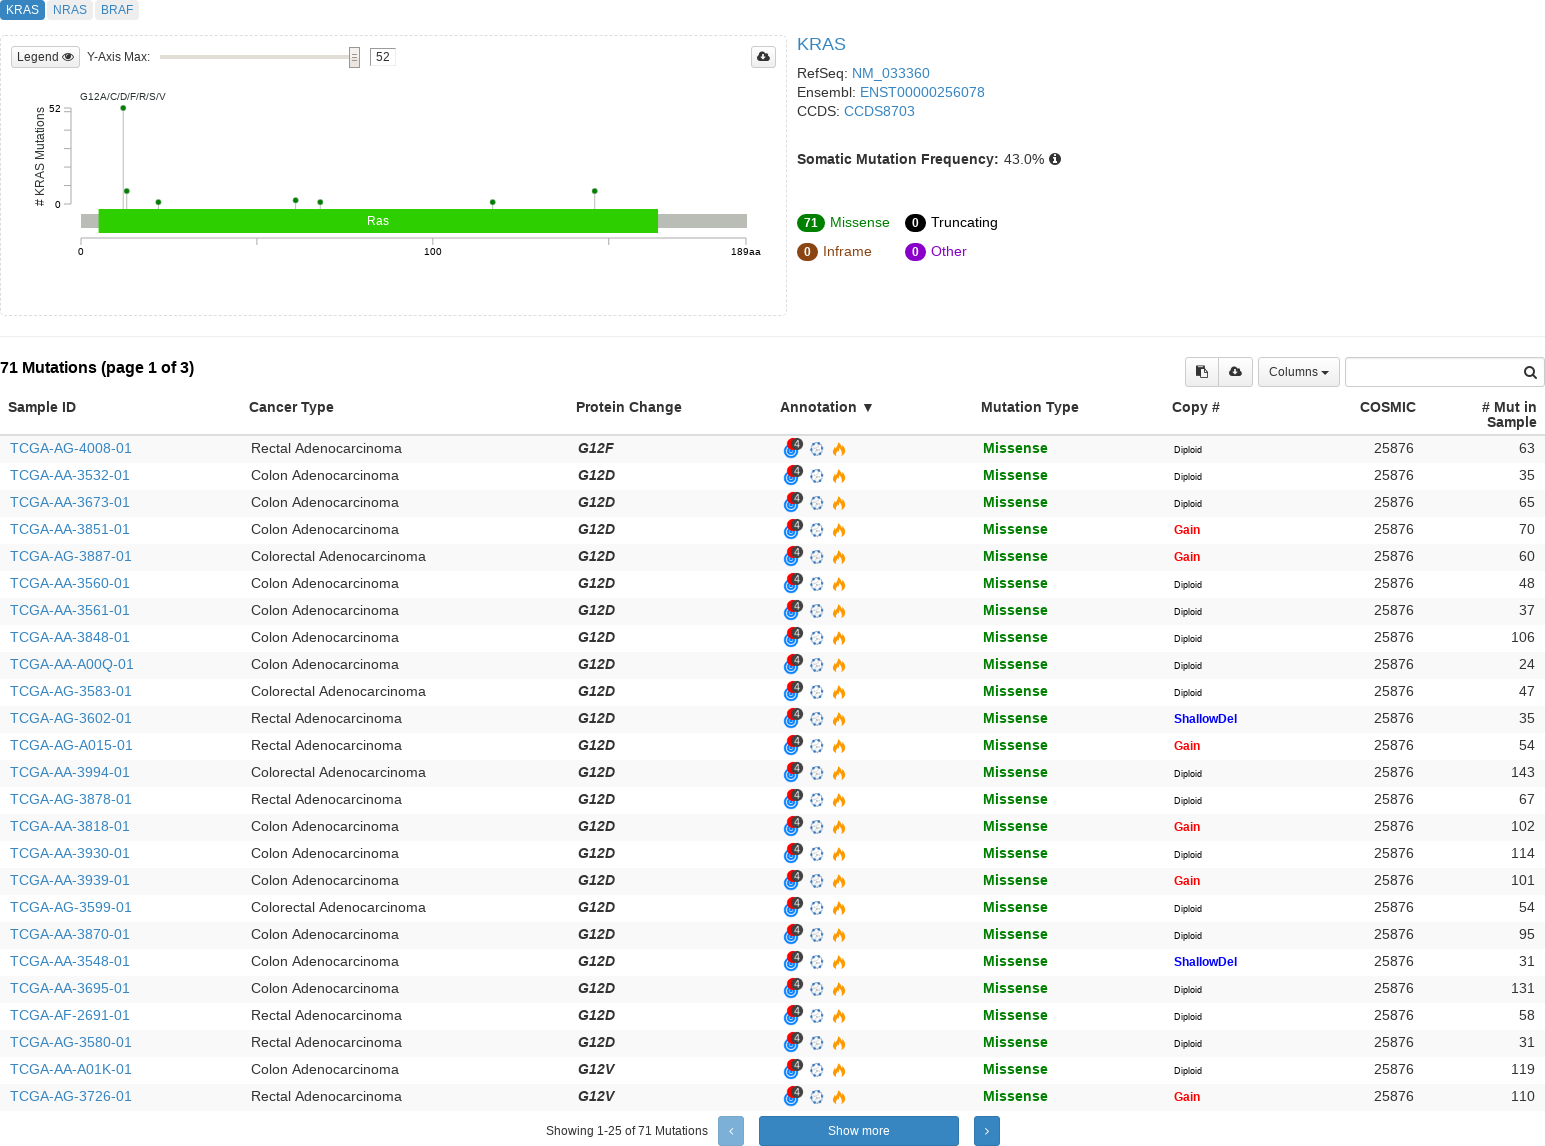 KRAS NRAS BRAF
Legend Y-Axis Max: 52
G12A/C/D/F/R/S/V
52
# KRAS Mutations
0
Ras
0 100 189aa
KRAS
RefSeq: NM_033360
Ensembl: ENST00000256078
CCDS: CCDS8703
Somatic Mutation Frequency: 43.0%
71 Missense 0 Truncating
0 Inframe 0 Other
71 Mutations (page 1 of 3) Columns
Sample ID Cancer Type Protein Change Annotation ▼ Mutation Type Copy # COSMIC # Mut in
Sample
TCGA-AG-4008-01 Rectal Adenocarcinoma G12F 4 Missense Diploid 25876 63
TCGA-AA-3532-01 Colon Adenocarcinoma G12D 4 Missense Diploid 25876 35
TCGA-AA-3673-01 Colon Adenocarcinoma G12D 4 Missense Diploid 25876 65
TCGA-AA-3851-01 Colon Adenocarcinoma G12D 4 Missense Gain 25876 70
TCGA-AG-3887-01 Colorectal Adenocarcinoma G12D 4 Missense Gain 25876 60
TCGA-AA-3560-01 Colon Adenocarcinoma G12D 4 Missense Diploid 25876 48
TCGA-AA-3561-01 Colon Adenocarcinoma G12D 4 Missense Diploid 25876 37
TCGA-AA-3848-01 Colon Adenocarcinoma G12D 4 Missense Diploid 25876 106
TCGA-AA-A00Q-01 Colon Adenocarcinoma G12D 4 Missense Diploid 25876 24
TCGA-AG-3583-01 Colorectal Adenocarcinoma G12D 4 Missense Diploid 25876 47
TCGA-AG-3602-01 Rectal Adenocarcinoma G12D 4 Missense ShallowDel 25876 35
TCGA-AG-A015-01 Rectal Adenocarcinoma G12D 4 Missense Gain 25876 54
TCGA-AA-3994-01 Colorectal Adenocarcinoma G12D 4 Missense Diploid 25876 143
TCGA-AG-3878-01 Rectal Adenocarcinoma G12D 4 Missense Diploid 25876 67
TCGA-AA-3818-01 Colon Adenocarcinoma G12D 4 Missense Gain 25876 102
TCGA-AA-3930-01 Colon Adenocarcinoma G12D 4 Missense Diploid 25876 114
TCGA-AA-3939-01 Colon Adenocarcinoma G12D 4 Missense Gain 25876 101
TCGA-AG-3599-01 Colorectal Adenocarcinoma G12D 4 Missense Diploid 25876 54
TCGA-AA-3870-01 Colon Adenocarcinoma G12D 4 Missense Diploid 25876 95
TCGA-AA-3548-01 Colon Adenocarcinoma G12D 4 Missense ShallowDel 25876 31
TCGA-AA-3695-01 Colon Adenocarcinoma G12D 4 Missense Diploid 25876 131
TCGA-AF-2691-01 Rectal Adenocarcinoma G12D 4 Missense Diploid 25876 58
TCGA-AG-3580-01 Rectal Adenocarcinoma G12D 4 Missense Diploid 25876 31
TCGA-AA-A01K-01 Colon Adenocarcinoma G12V 4 Missense Diploid 25876 119
TCGA-AG-3726-01 Rectal Adenocarcinoma G12V 4 Missense Gain 25876 110
Showing 1-25 of 71 Mutations ‹ Show more ›